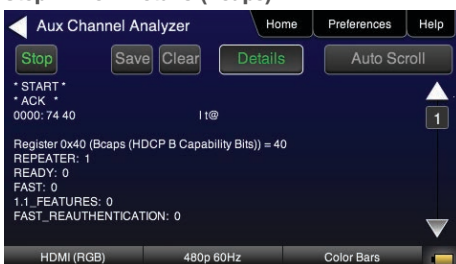 Aux Channel Analyzer
Home
Preferences
Help
Stop
Save
Clear
Details
Auto Scroll
* START *
* ACK *
0000: 74 40 l t@
1
Register 0x40 (Bcaps (HDCP B Capability Bits)) = 40
REPEATER: 1
READY: 0
FAST: 0
1.1_FEATURES: 0
FAST_REAUTHENTICATION: 0
HDMI (RGB)
480p 60Hz
Color Bars